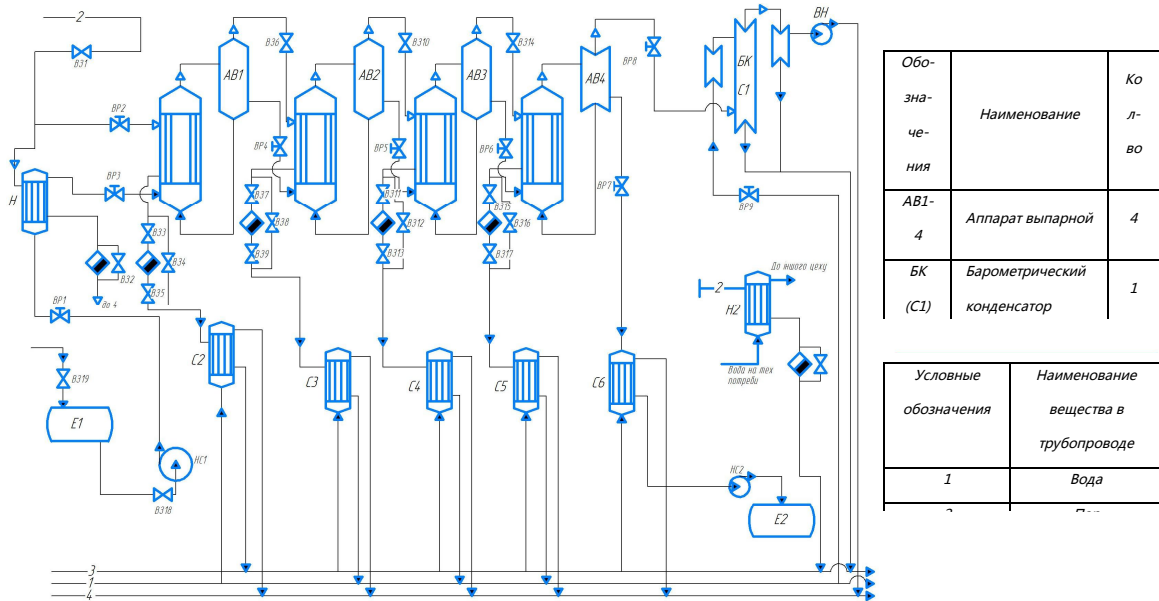 2
ВЗ1
ВР2
ВР3
Н
ВР1
ВЗ2
до 4
ВЗ3
ВЗ4
ВЗ5
АВ1
ВЗ6
ВР4
ВЗ7
ВЗ8
ВЗ9
АВ2
ВЗ10
ВР5
ВЗ11
ВЗ12
ВЗ13
АВ3
ВЗ14
ВР6
ВЗ15
ВЗ16
ВЗ17
АВ4
ВР7
ВР8
БК
С1
ВН
ВР9
До іншого цеху
2
Н2
Вода на тех
потреби
С2
С3
С4
С5
С6
ВЗ19
Е1
НС1
ВЗ18
НС2
Е2
3
1
4
Обо-
зна-
че-
ния
Наименование
Ко
л-
во
АВ1-
4
Аппарат выпарной
4
БК
(С1)
Барометрический
конденсатор
1
Условные
обозначения
Наименование
вещества в
трубопроводе
1
Вода